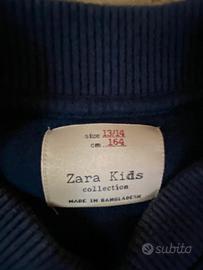 size 13/14
cm 164
Zara Kids
collection
MADE IN BANGLADESH
subito